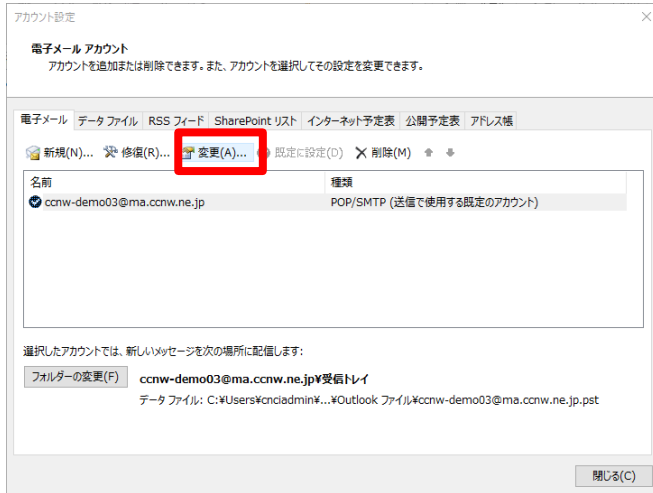 アカウント設定
電子メール アカウント
アカウントを追加または削除できます。また、アカウントを選択してその設定を変更できます。
電子メール データ ファイル RSS フィード SharePoint リスト インターネット予定表 公開予定表 アドレス帳
新規(N)... 修復(R)... 変更(A)... 既定に設定(D) 削除(M)
名前 種類
ccnw-demo03@ma.ccnw.ne.jp POP/SMTP (送信で使用する既定のアカウント)
選択したアカウントでは、新しいメッセージを次の場所に配信します:
フォルダーの変更(F) ccnw-demo03@ma.ccnw.ne.jp¥受信トレイ
データ ファイル: C:¥Users¥cnciadmin¥...¥Outlook ファイル¥ccnw-demo03@ma.ccnw.ne.jp.pst
閉じる(C)